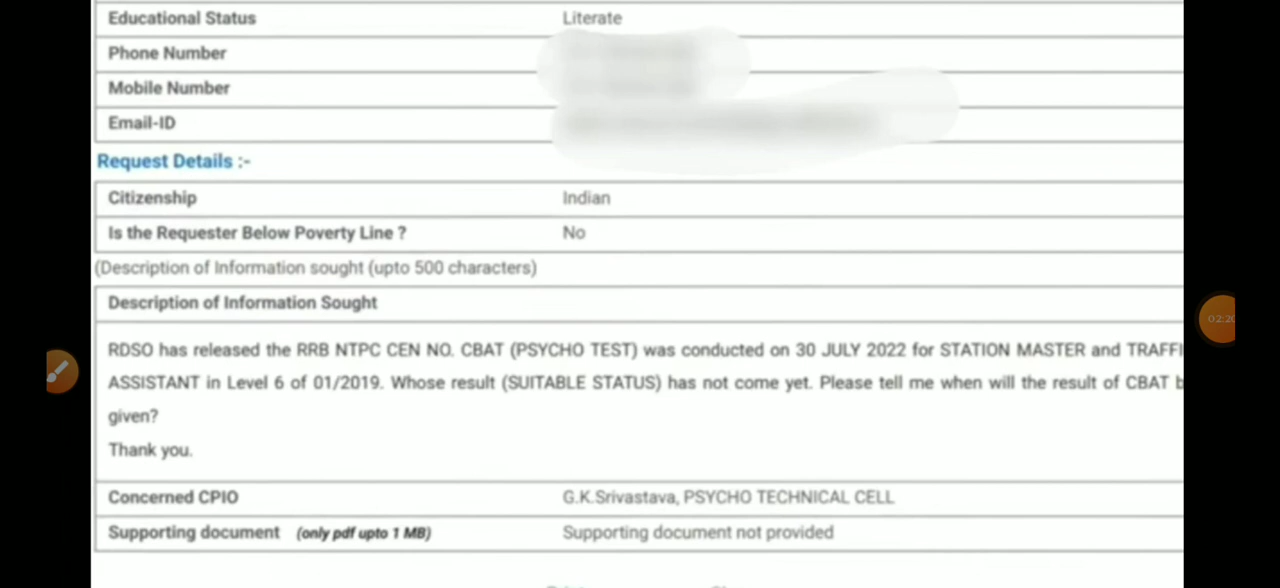 Educational Status Literate
Phone Number
Mobile Number
Email-ID
Request Details :-
Citizenship Indian
Is the Requester Below Poverty Line ? No
(Description of Information sought (upto 500 characters)
Description of Information Sought
RDSO has released the RRB NTPC CEN NO. CBAT (PSYCHO TEST) was conducted on 30 JULY 2022 for STATION MASTER and TRAFFI
ASSISTANT in Level 6 of 01/2019. Whose result (SUITABLE STATUS) has not come yet. Please tell me when will the result of CBAT b
given?
Thank you.
Concerned CPIO G.K.Srivastava, PSYCHO TECHNICAL CELL
Supporting document (only pdf upto 1 MB) Supporting document not provided
02:20